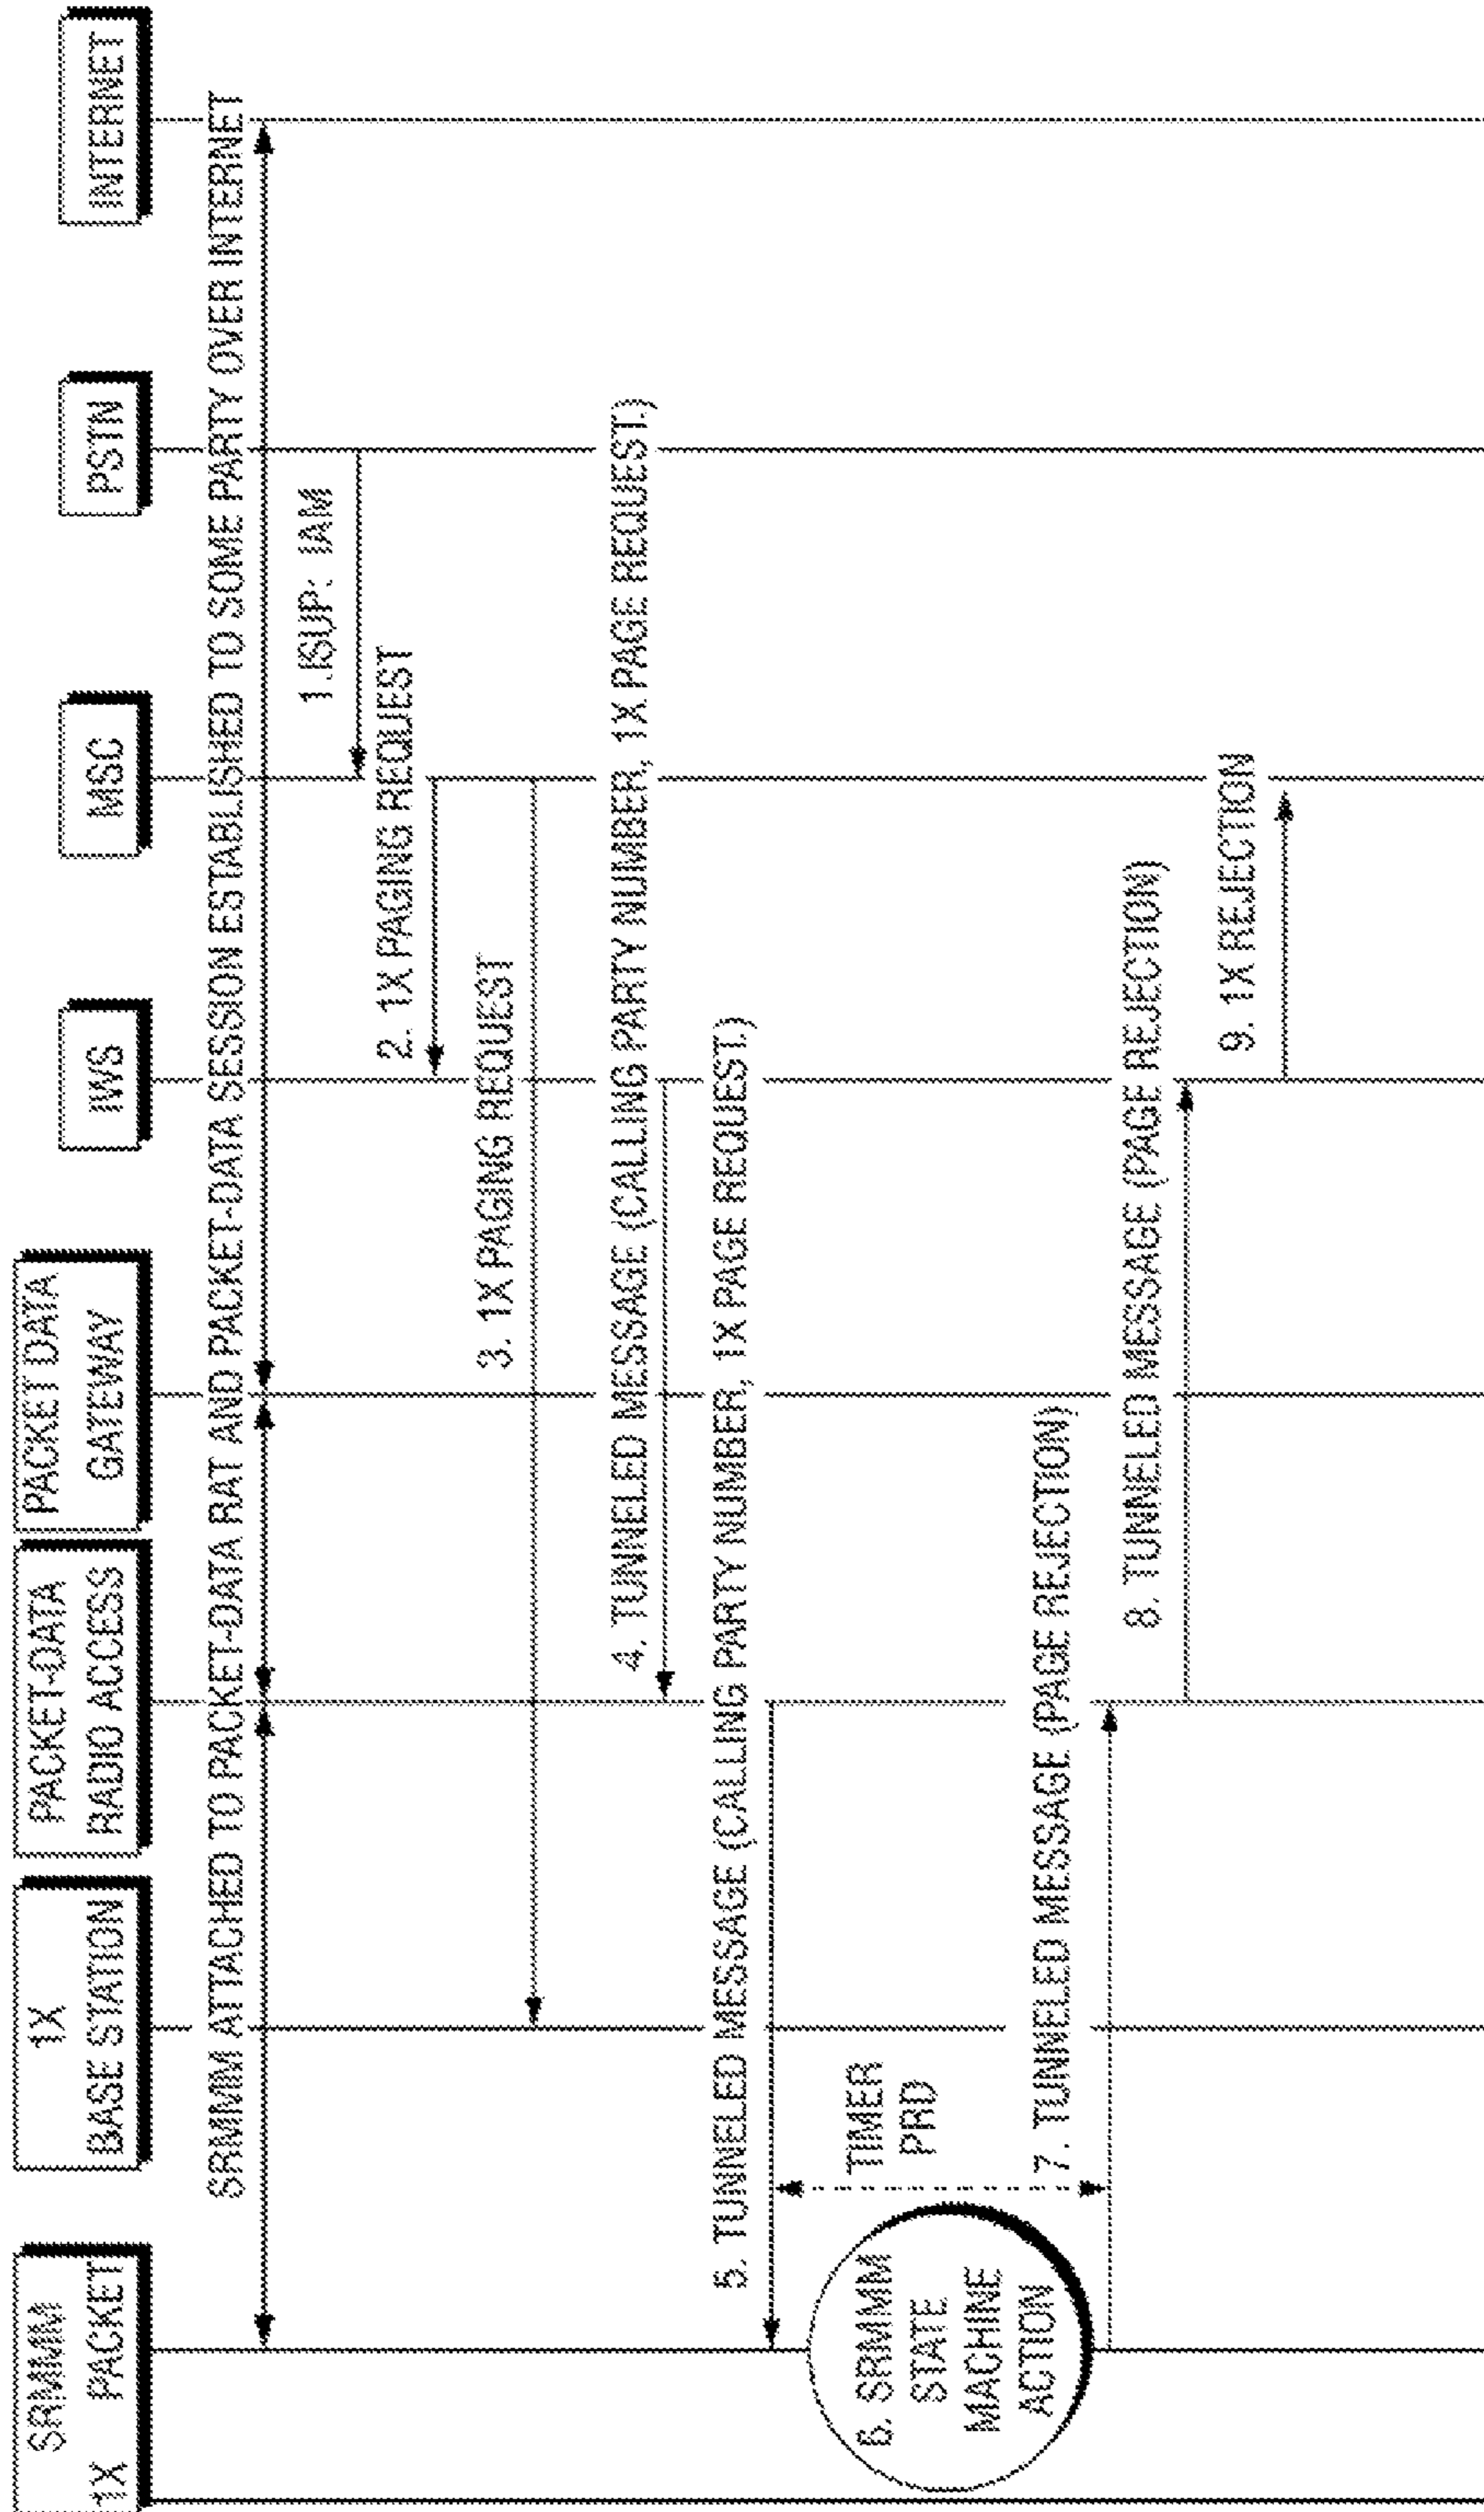 SRMM
1X PACKET
1X
BASE STATION
PACKET-DATA
RADIO ACCESS
PACKET DATA
GATEWAY
IWS
MSC
PSTN
INTERNET
SRMM ATTACHED TO PACKET-DATA RAT AND PACKET-DATA SESSION ESTABLISHED TO SOME PARTY OVER INTERNET
1.ISUP: IAM
2. 1X PAGING REQUEST
3. 1X PAGING REQUEST
4. TUNNELED MESSAGE (CALLING PARTY NUMBER, 1X PAGE REQUEST.)
5. TUNNELED MESSAGE (CALLING PARTY NUMBER, 1X PAGE REQUEST.)
TIMER
PRD
6. SRMM
STATE
MACHINE
ACTION
7. TUNNELED MESSAGE (PAGE REJECTION)
8. TUNNELED MESSAGE (PAGE REJECTION)
9. 1X REJECTION